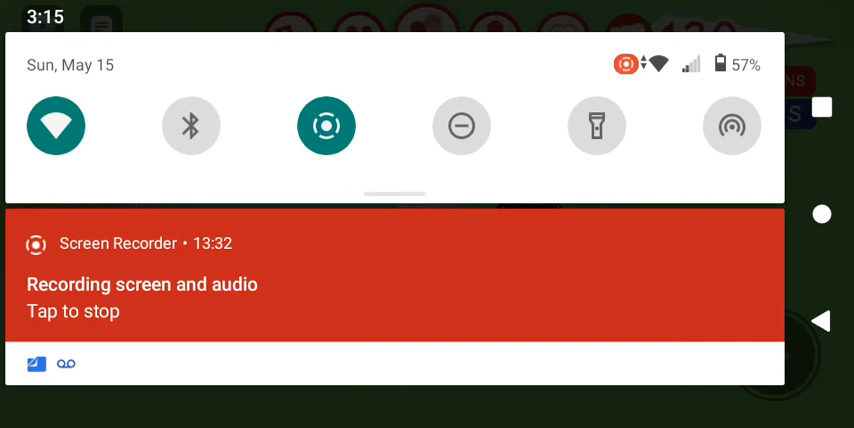 3:15
Sun, May 15
57%
Screen Recorder • 13:32
Recording screen and audio
Tap to stop